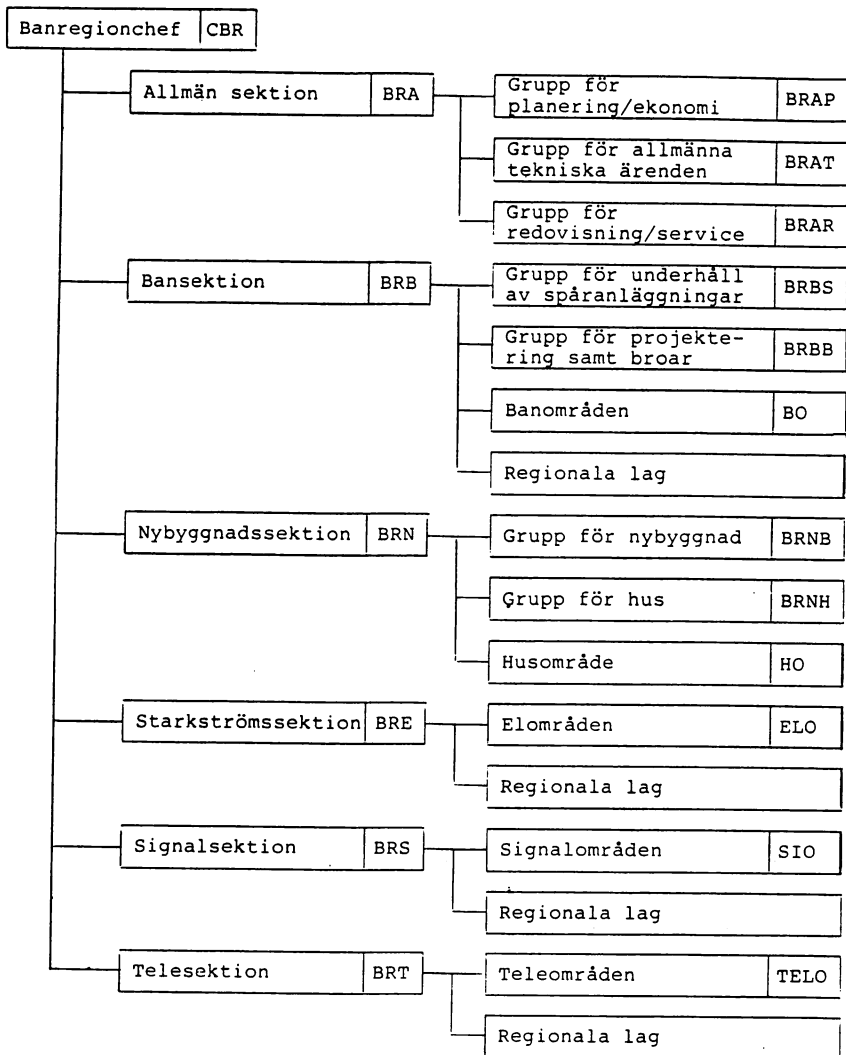 Banregionchef CBR
Allmän sektion BRA
Grupp för
planering/ekonomi BRAP
Grupp för allmänna
tekniska ärenden BRAT
Grupp för
redovisning/service BRAR
Bansektion BRB
Grupp för underhåll
av spåranläggningar BRBS
Grupp för projekte-
ring samt broar BRBB
Banområden BO
Regionala lag
Nybyggnadssektion BRN
Grupp för nybyggnad BRNB
Grupp för hus BRNH
Husområde HO
Starkströmssektion BRE
Elområden ELO
Regionala lag
Signalsektion BRS
Signalområden SIO
Regionala lag
Telesektion BRT
Teleområden TELO
Regionala lag